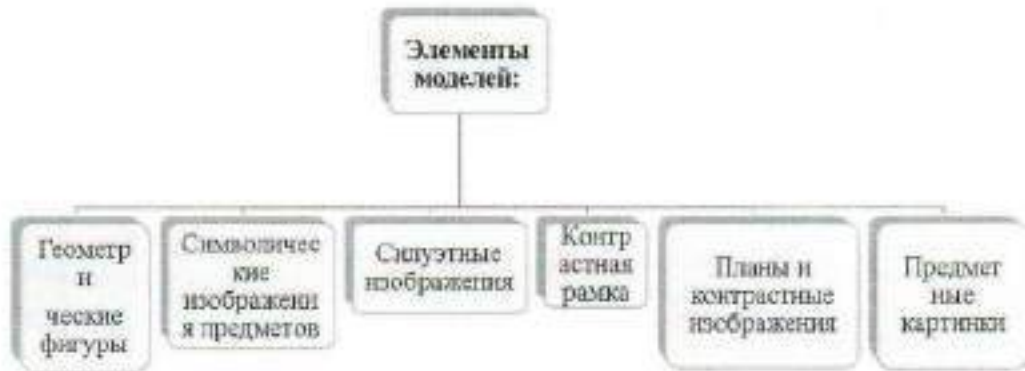 Элементы
моделей:
Геометр
и
ческие
фигуры
Символичес
кие
изображени
я предметов
Силуэтные
изображения
Контр
астная
рамка
Планы и
контрастные
изображения
Предмет
ные
картинки